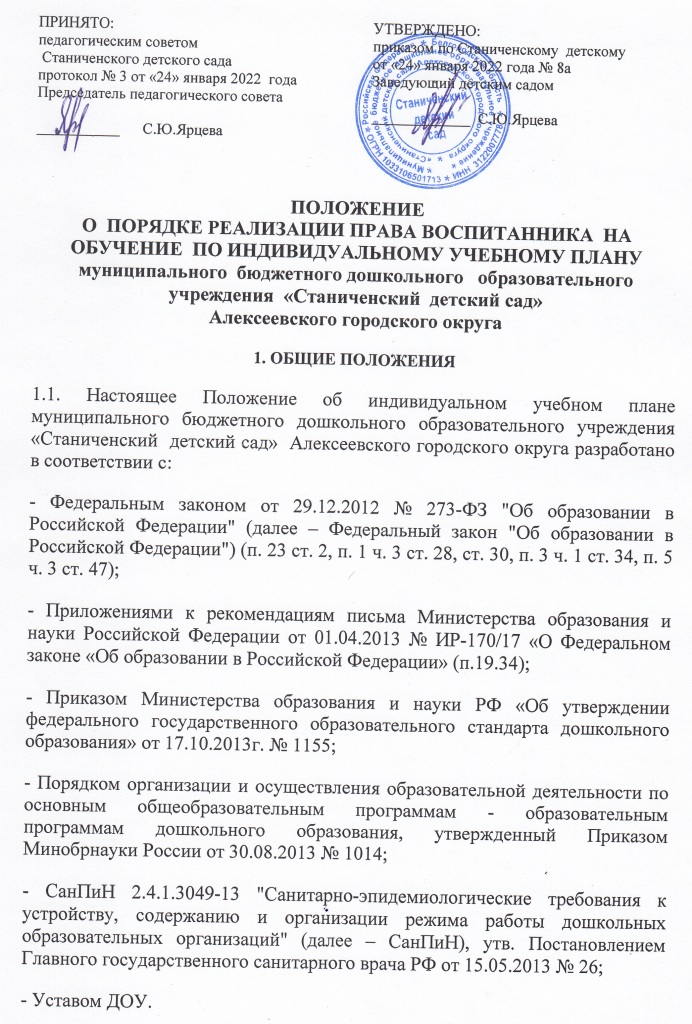 ПРИНЯТО:
педагогическим советом
Станиченского детского сада
протокол № 3 от «24» января 2022 года
Председатель педагогического совета
С.Ю.Ярцева
УТВЕРЖДЕНО:
приказом по Станиченскому детскому
от «24» января 2022 года № 8а
заведующий детским садом
С.Ю.Ярцева
Станиченский
детский
сад
ОГРН 1033106501713 * ИНН 3122007778
ПОЛОЖЕНИЕ
О ПОРЯДКЕ РЕАЛИЗАЦИИ ПРАВА ВОСПИТАННИКА НА
ОБУЧЕНИЕ ПО ИНДИВИДУАЛЬНОМУ УЧЕБНОМУ ПЛАНУ
муниципального бюджетного дошкольного образовательного
учреждения «Станиченский детский сад»
Алексеевского городского округа
1. ОБЩИЕ ПОЛОЖЕНИЯ
1.1. Настоящее Положение об индивидуальном учебном плане
муниципального бюджетного дошкольного образовательного учреждения
«Станиченский детский сад» Алексеевского городского округа разработано
в соответствии с:
- Федеральным законом от 29.12.2012 № 273-ФЗ "Об образовании в
Российской Федерации" (далее – Федеральный закон "Об образовании в
Российской Федерации") (п. 23 ст. 2, п. 1 ч. 3 ст. 28, ст. 30, п. 3 ч. 1 ст. 34, п. 5
ч. 3 ст. 47);
- Приложениями к рекомендациям письма Министерства образования и
науки Российской Федерации от 01.04.2013 № ИР-170/17 «О Федеральном
законе «Об образовании в Российской Федерации» (п.19.34);
- Приказом Министерства образования и науки РФ «Об утверждении
федерального государственного образовательного стандарта дошкольного
образования» от 17.10.2013г. № 1155;
- Порядком организации и осуществления образовательной деятельности по
основным общеобразовательным программам - образовательным
программам дошкольного образования, утвержденный Приказом
Минобрнауки России от 30.08.2013 № 1014;
- СанПиН 2.4.1.3049-13 "Санитарно-эпидемиологические требования к
устройству, содержанию и организации режима работы дошкольных
образовательных организаций" (далее – СанПиН), утв. Постановлением
Главного государственного санитарного врача РФ от 15.05.2013 № 26;
- Уставом ДОУ.